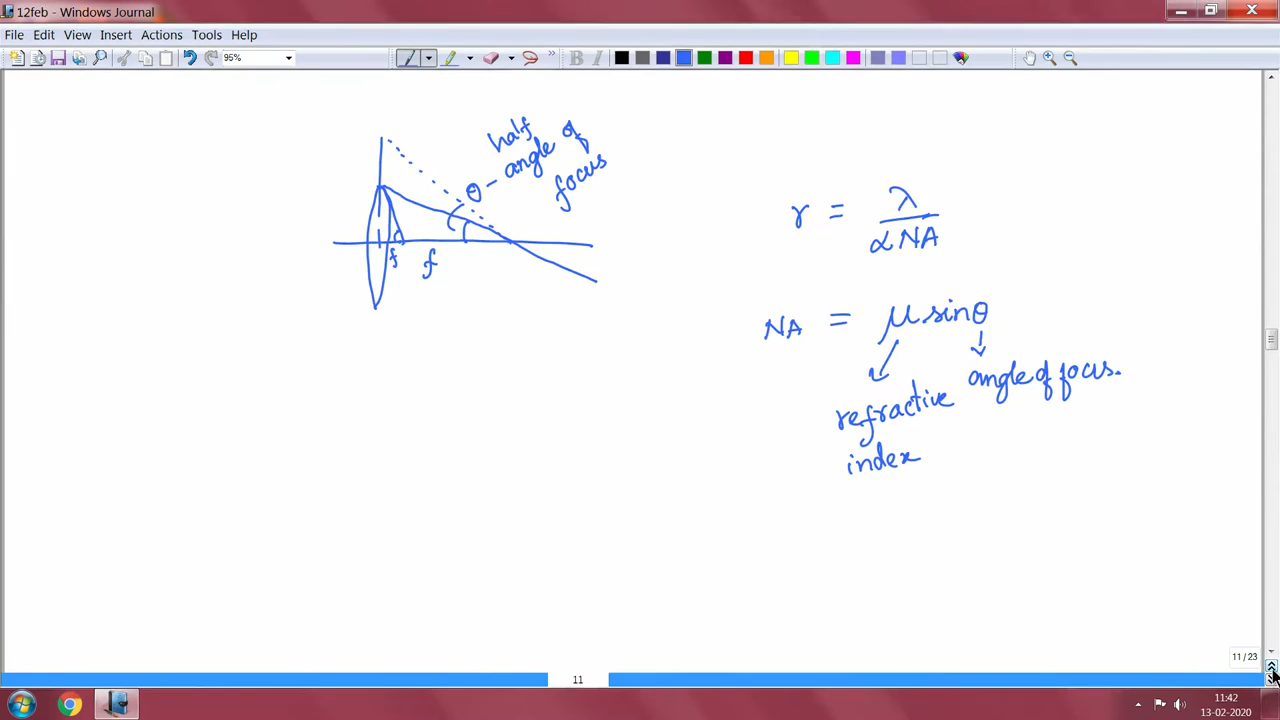 12feb - Windows Journal
File Edit View Insert Actions Tools Help
95%
B I
half
angle of
focus
θ
f
f
r = λ
α NA
NA = μ sinθ
refractive
index
angle of focus.
11 / 23
11
11:42
13-02-2020